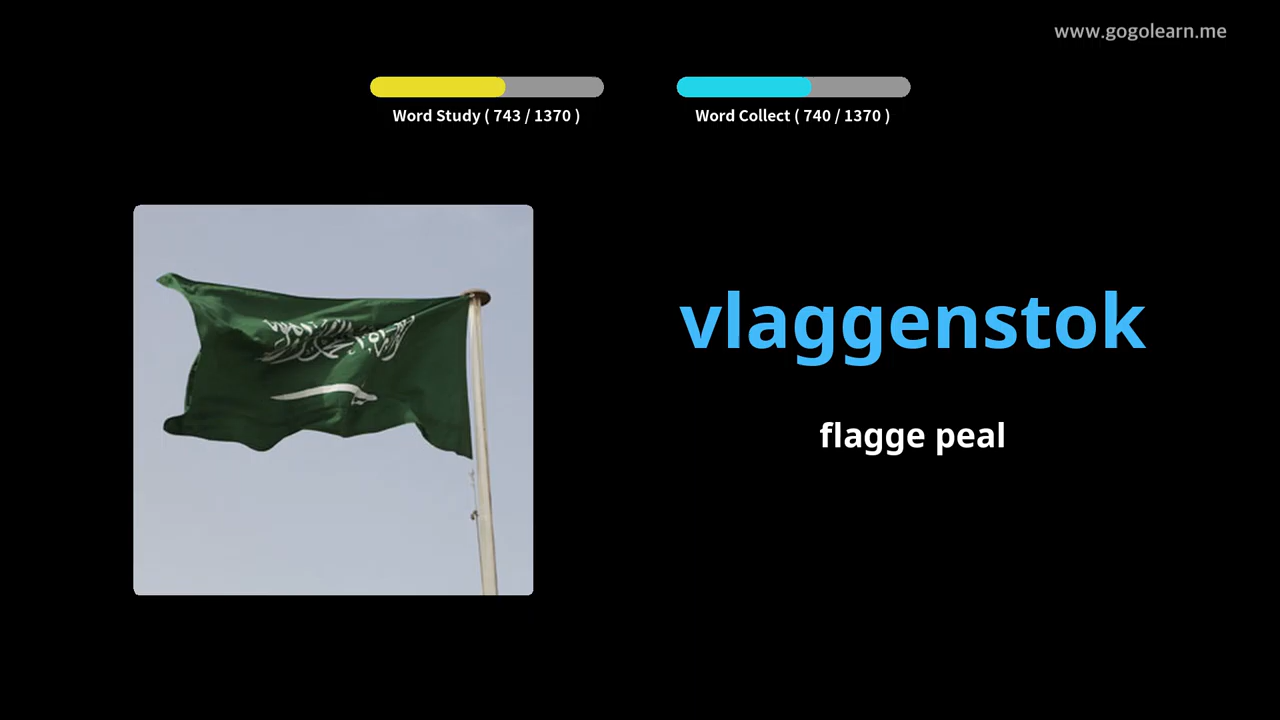 www.gogolearn.me
Word Study ( 743 / 1370 )
Word Collect ( 740 / 1370 )
vlaggenstok
flagge peal